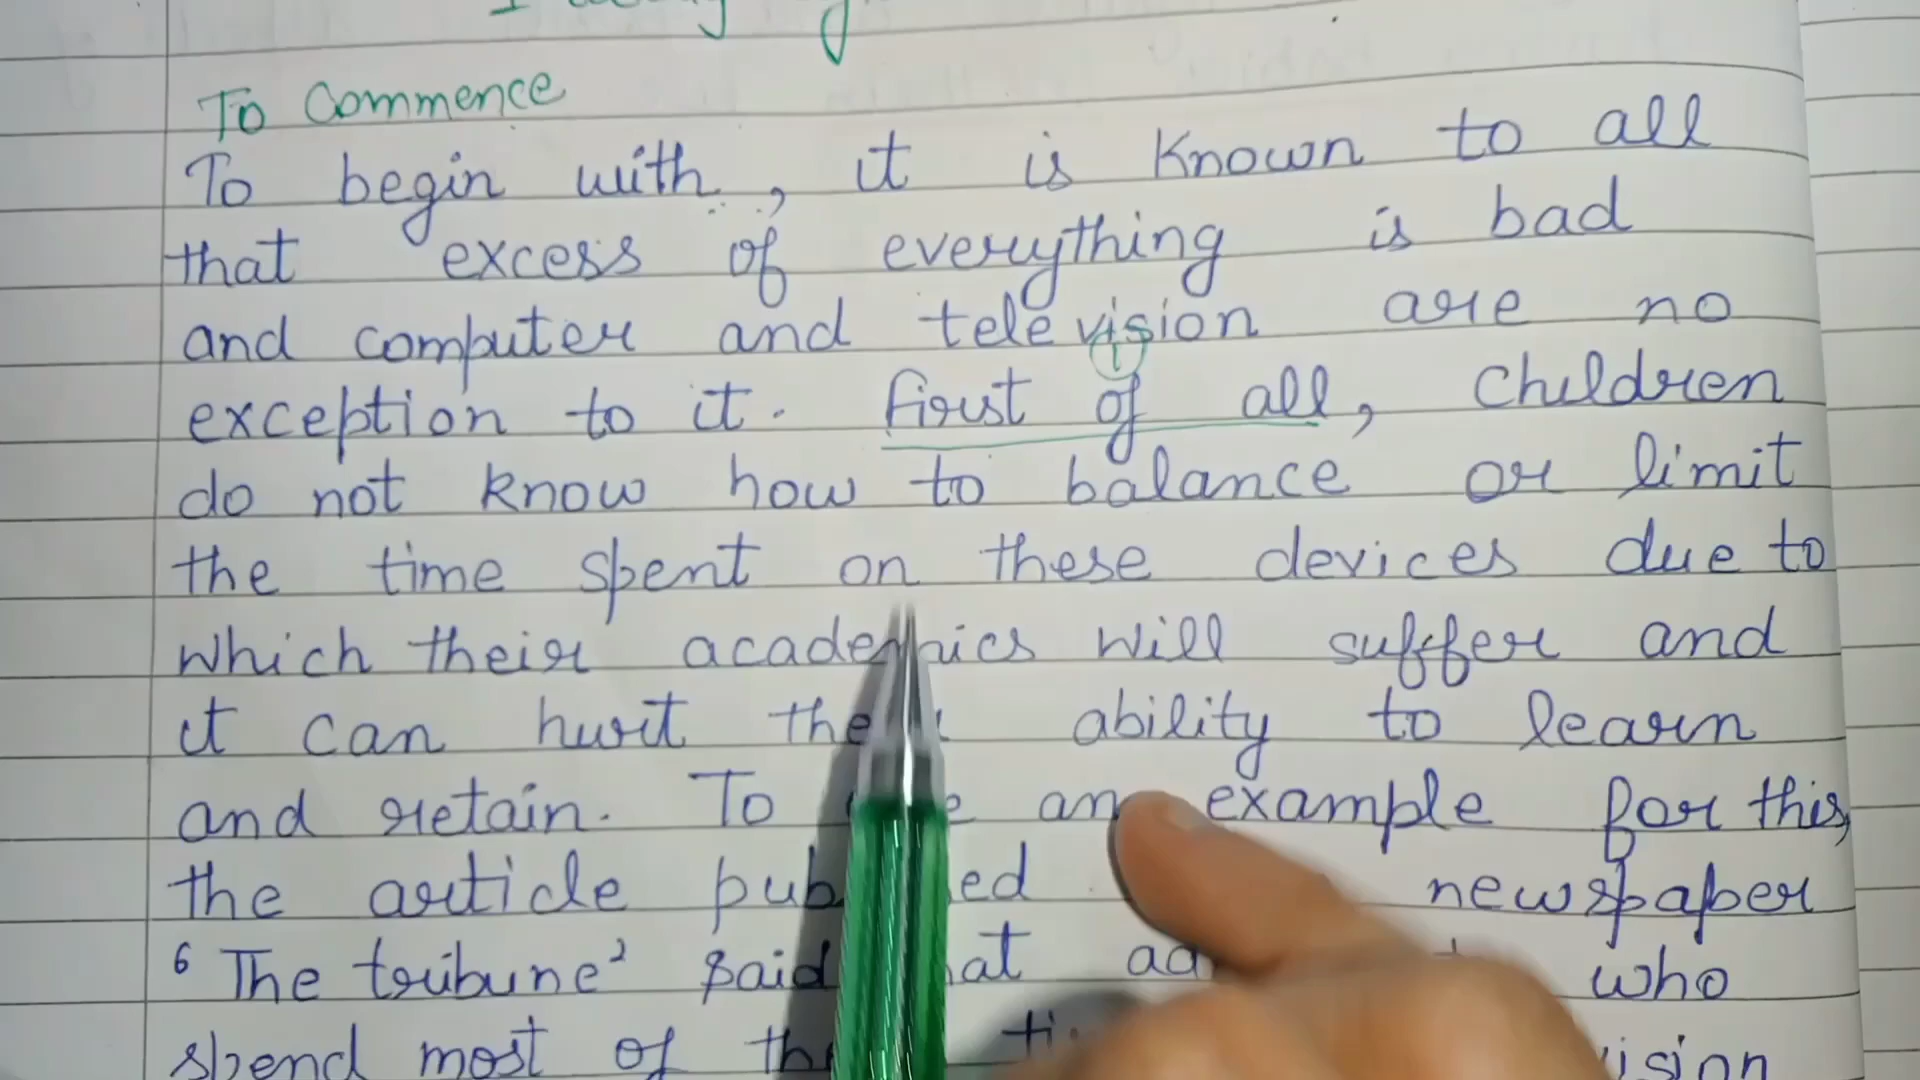 To Commence
To begin with, it is known to all
that excess of everything is bad
and computer and television are no
exception to it. First of all, children
do not know how to balance or limit
the time spent on these devices due to
which their academics will suffer and
it can hurt ability to learn
and retain. To an example for this,
the article newspaper
'The tribune' said who
spend most of